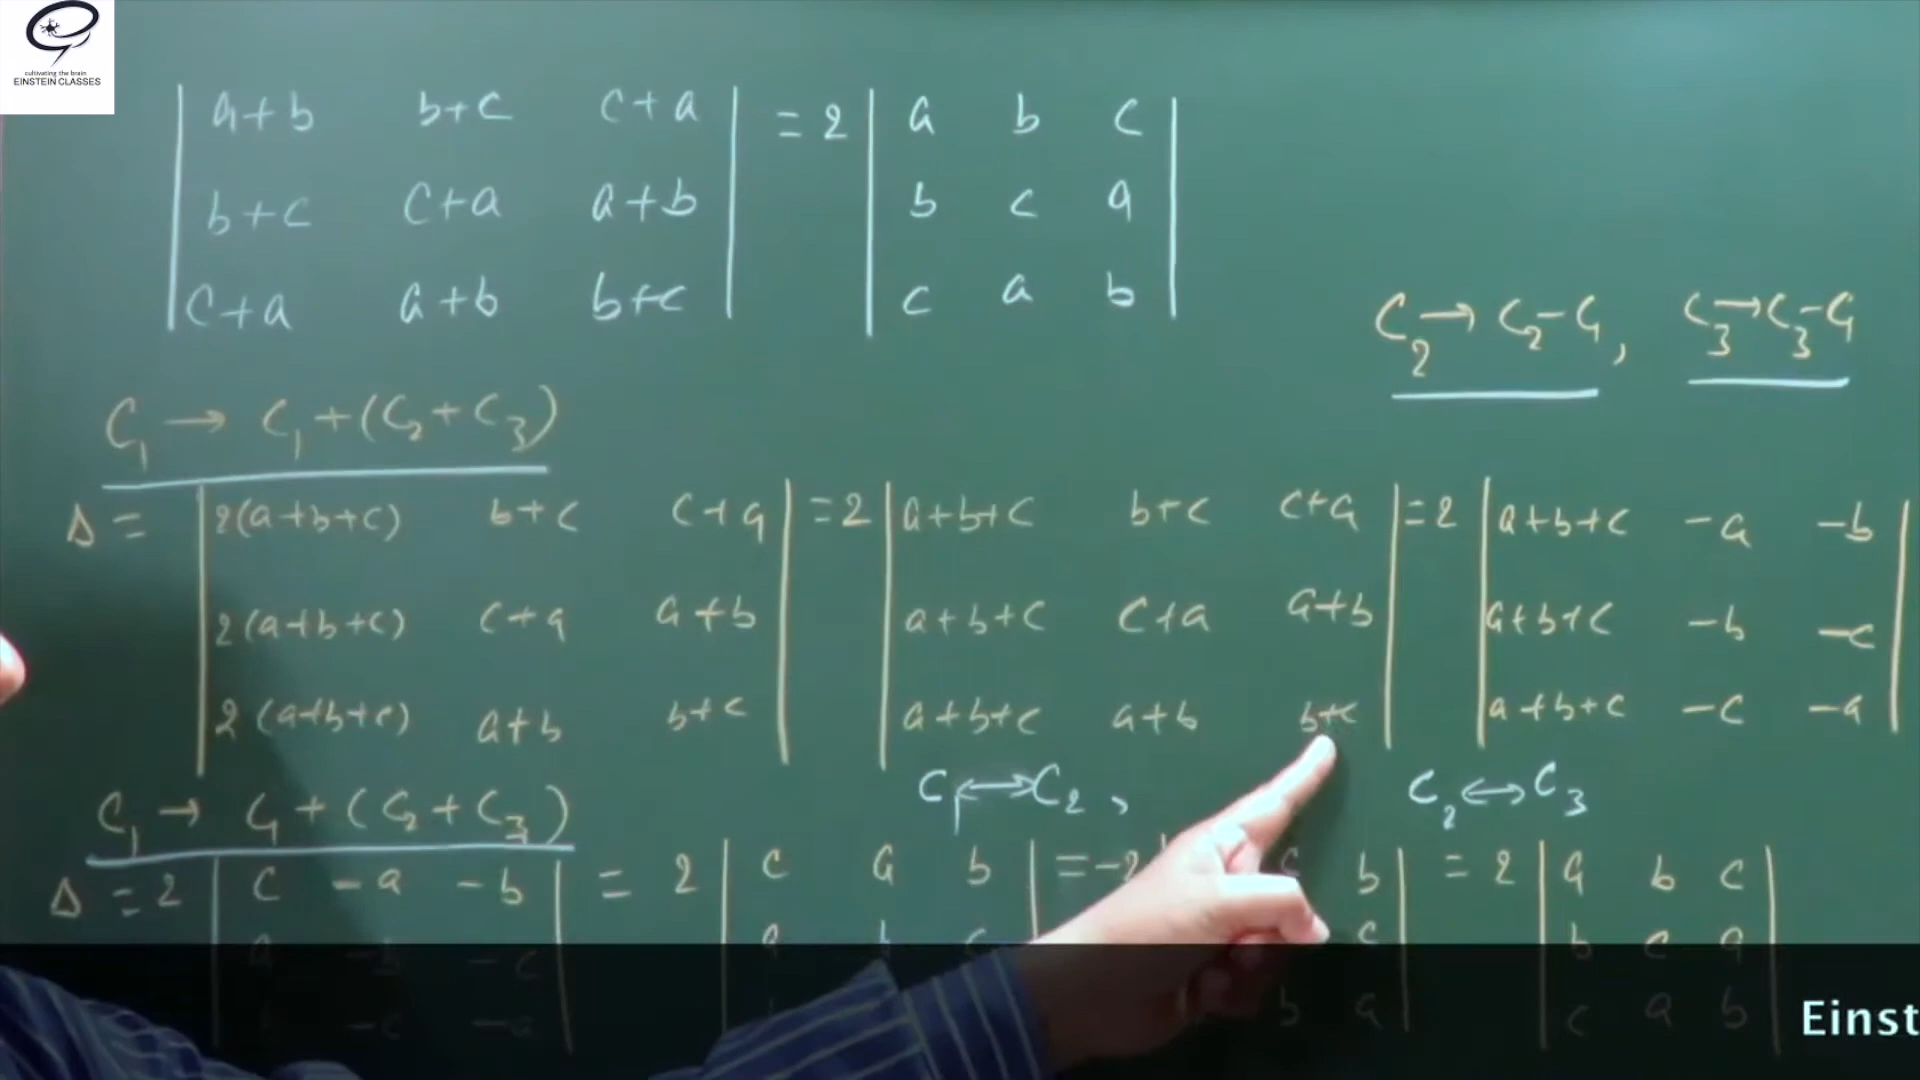 cultivating the brain
EINSTEIN CLASSES
| a+b b+c c+a | = 2 | a b c |
| b+c c+a a+b | | b c a |
| c+a a+b b+c | | c a b |
C₂ → C₂-C₁, C₃ → C₃-C₁
C₁ → C₁+(C₂+C₃)
Δ = | 2(a+b+c) b+c c+a | = 2 | a+b+c b+c c+a | = 2 | a+b+c -a -b |
| 2(a+b+c) c+a a+b | | a+b+c c+a a+b | | a+b+c -b -c |
| 2(a+b+c) a+b b+c | | a+b+c a+b b+c | | a+b+c -c -a |
C₁ ↔ C₂, C₂ ↔ C₃
C₁ → C₁+(C₂+C₃)
Δ = 2 | c -a -b | = 2 | c a b | = -2 c b | = 2 | a b c |
| a -b -c | | a b c c | | b c a |
-c -a b a | | c a b |
Einst